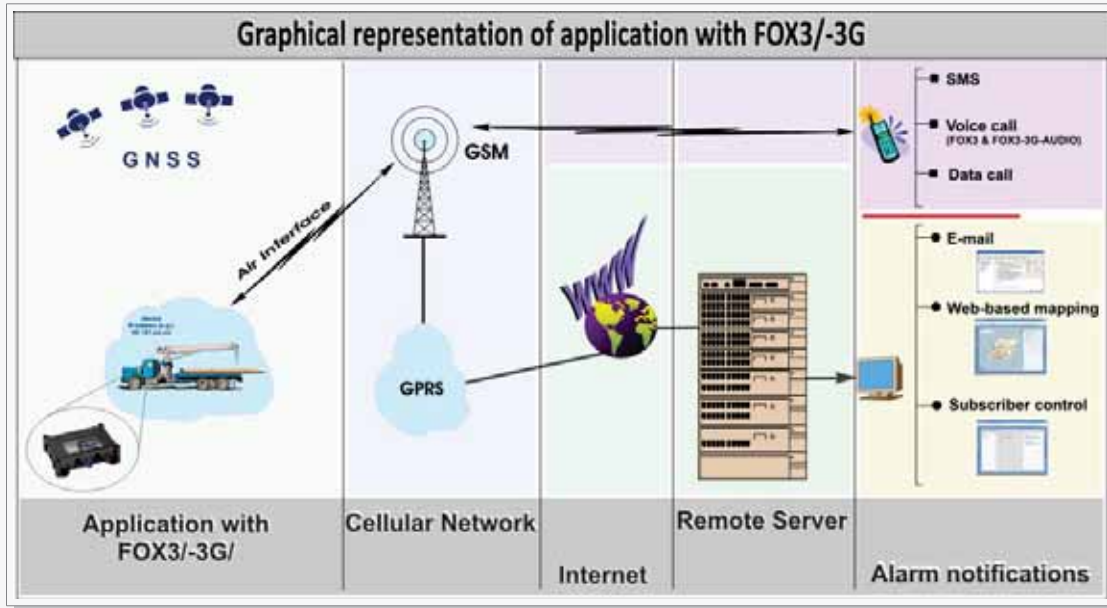 Graphical representation of application with FOX3/-3G
GNSS
Air interface
GSM
GPRS
WWW
SMS
Voice call
(FOX3 & FOX3-3G-AUDIO)
Data call
E-mail
Web-based mapping
Subscriber control
Application with
FOX3/-3G/
Cellular Network
Internet
Remote Server
Alarm notifications